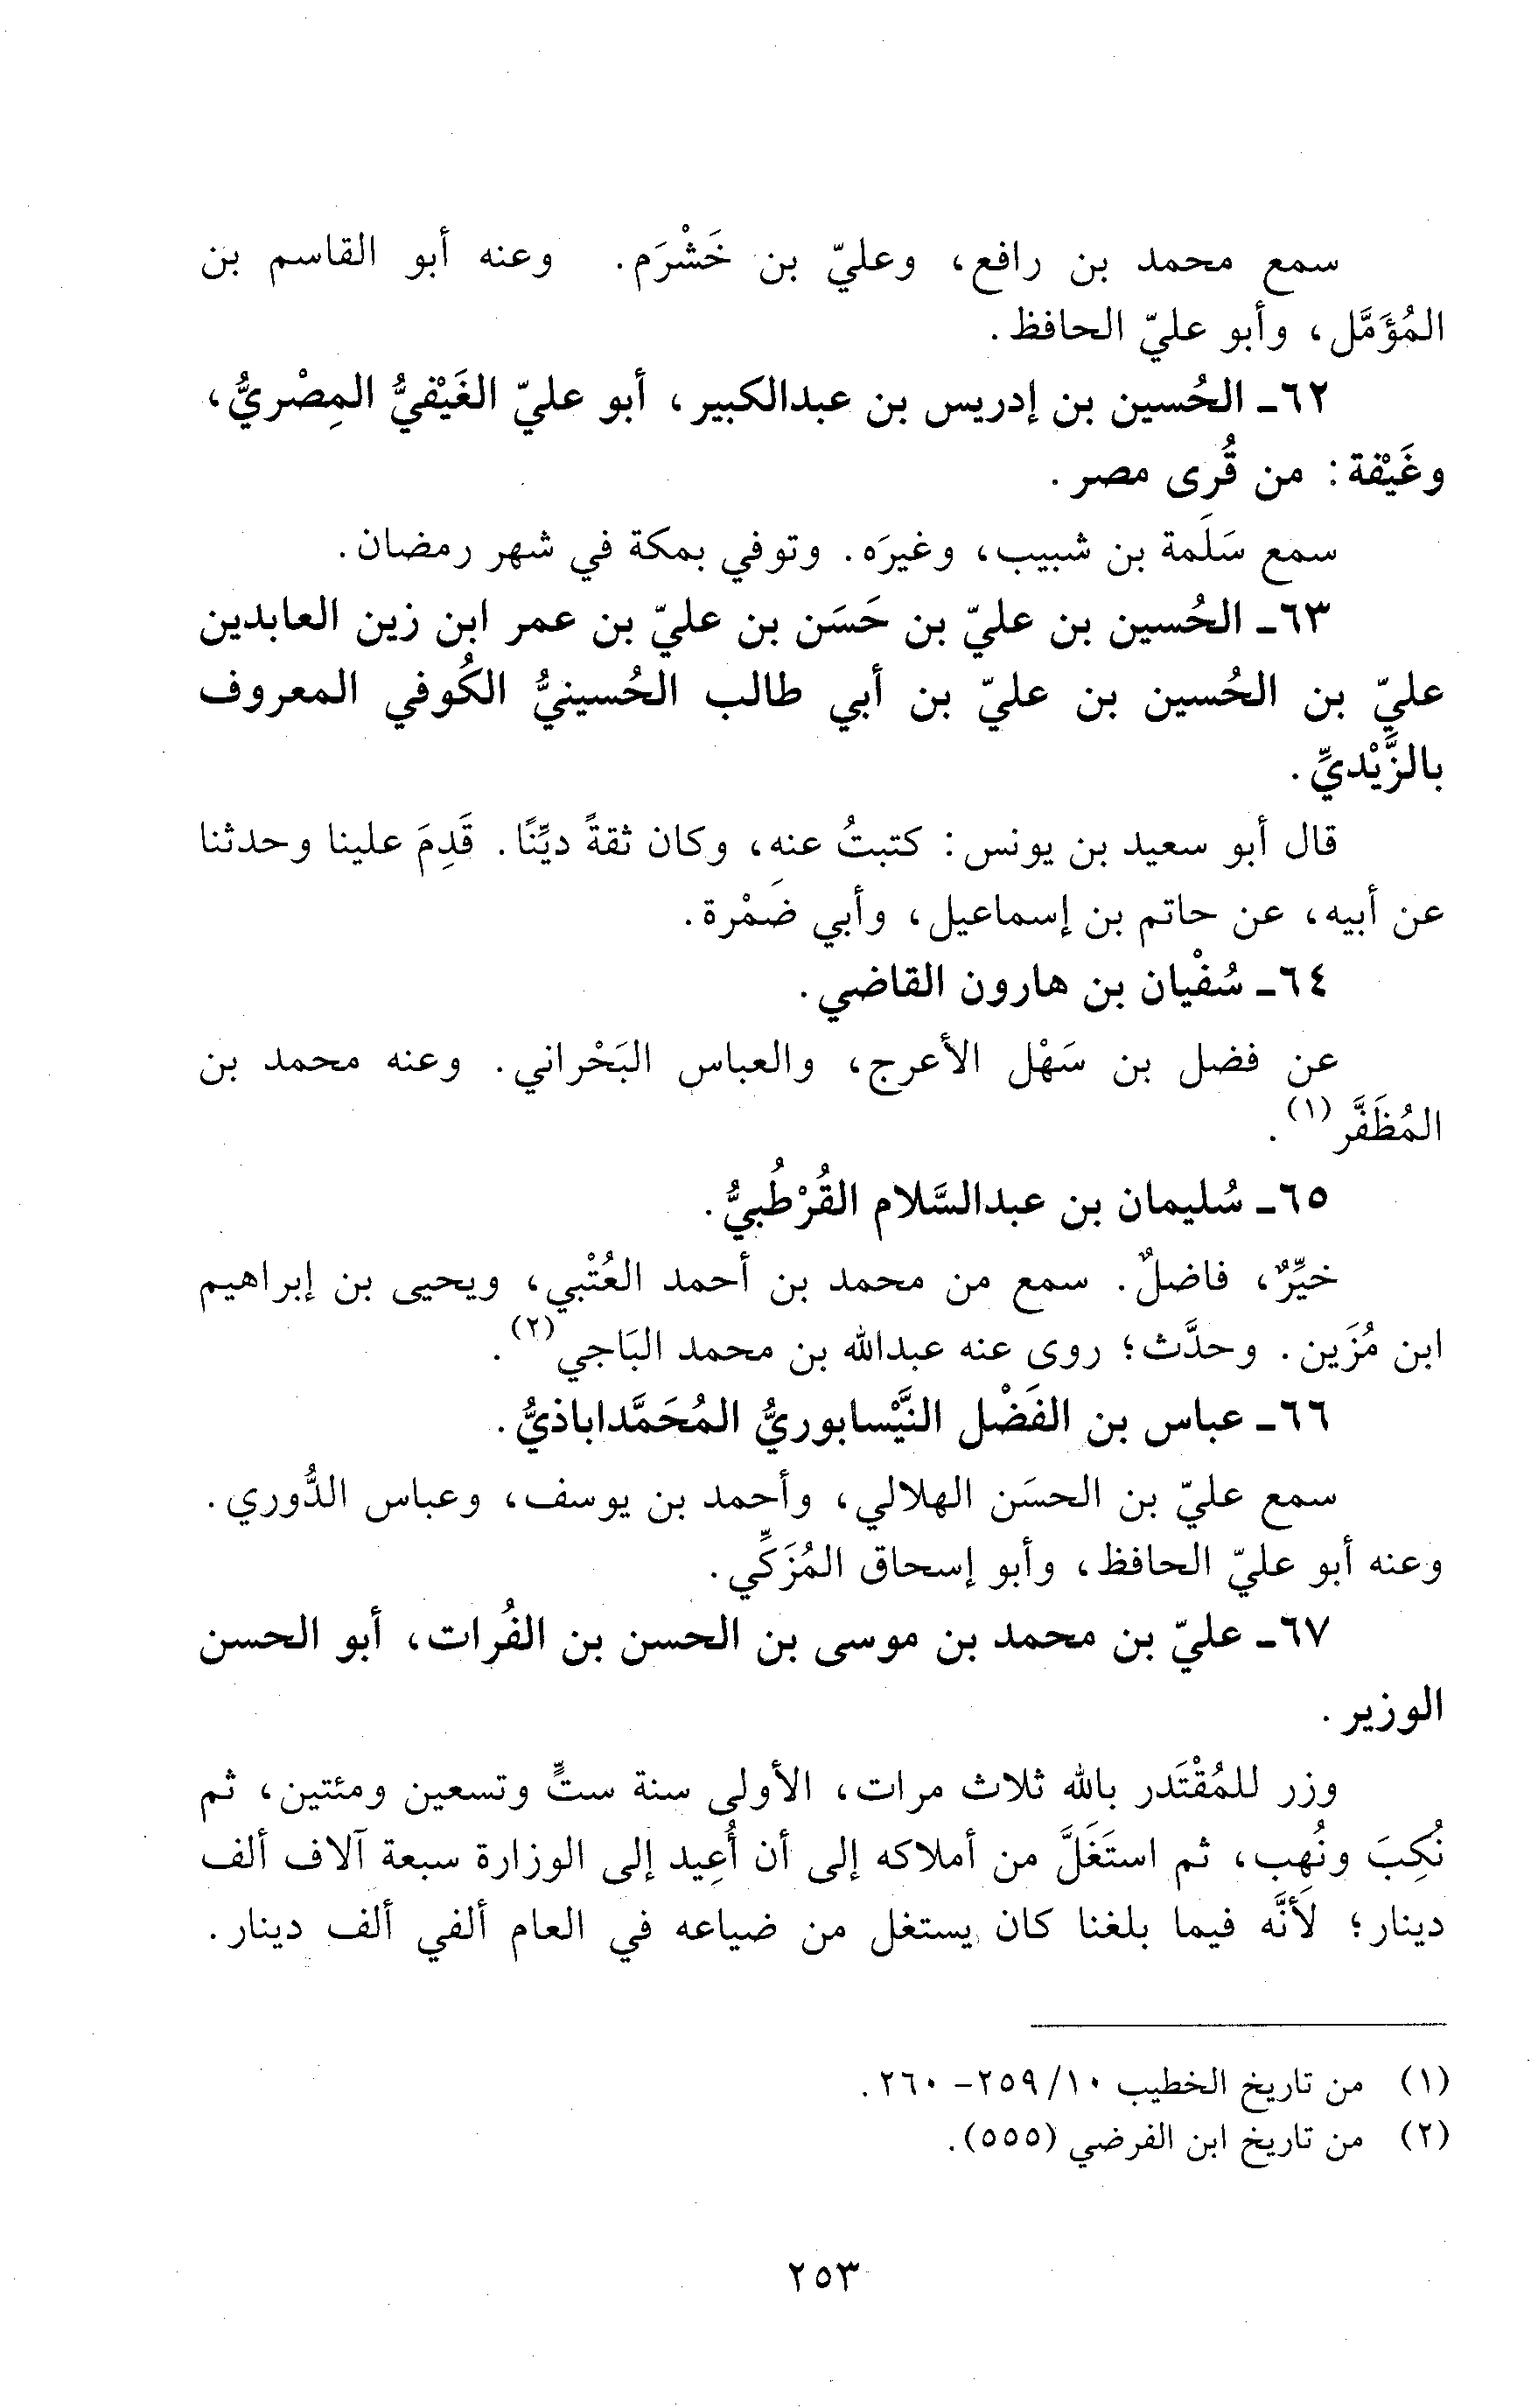 سمع محمد بن رافع، وعليّ بن خَشْرَم. وعنه أبو القاسم بن
المُؤَمَّل، وأبو عليّ الحافظ.
٦٢ـ الحُسين بن إدريس بن عبدالكبير، أبو عليّ الغَيْفيُّ المِصْريُّ،
وغَيْفة: من قُرى مصر.
سمع سَلَمة بن شبيب، وغيرَه. وتوفي بمكة في شهر رمضان.
٦٣ـ الحُسين بن عليّ بن حَسَن بن عليّ بن عمر ابن زين العابدين
عليّ بن الحُسين بن عليّ بن أبي طالب الحُسينيُّ الكُوفي المعروف
بالزَّيْديِّ.
قال أبو سعيد بن يونس: كتبتُ عنه، وكان ثقةً ديِّنًا. قَدِمَ علينا وحدثنا
عن أبيه، عن حاتم بن إسماعيل، وأبي ضَمْرة.
٦٤ـ سُفْيان بن هارون القاضي.
عن فضل بن سَهْل الأعرج، والعباس البَحْراني. وعنه محمد بن
المُظَفَّر(١).
٦٥ـ سُليمان بن عبدالسَّلام القُرْطُبيُّ.
خيِّرٌ، فاضلٌ. سمع من محمد بن أحمد العُتْبي، ويحيى بن إبراهيم
ابن مُزَين. وحدَّث؛ روى عنه عبدالله بن محمد البَاجي(٢).
٦٦ـ عباس بن الفَضْل النَّيْسابوريُّ المُحَمَّداباذيُّ.
سمع عليّ بن الحسَن الهلالي، وأحمد بن يوسف، وعباس الدُّوري.
وعنه أبو عليّ الحافظ، وأبو إسحاق المُزَكِّي.
٦٧ـ عليّ بن محمد بن موسى بن الحسن بن الفُرات، أبو الحسن
الوزير.
وزر للمُقْتَدر بالله ثلاث مرات، الأولى سنة ستٍّ وتسعين ومئتين، ثم
نُكِبَ ونُهِب، ثم استَغَلَّ من أملاكه إلى أن أُعِيد إلى الوزارة سبعة آلاف ألف
دينار؛ لأَنَّه فيما بلغنا كان يستغل من ضياعه في العام ألفي ألف دينار.
(١) من تاريخ الخطيب ١٠/ ٢٥٩- ٢٦٠.
(٢) من تاريخ ابن الفرضي (٥٥٥).
٢٥٣